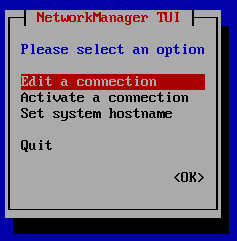 NetworkManager TUI
Please select an option
Edit a connection
Activate a connection
Set system hostname
Quit
<OK>